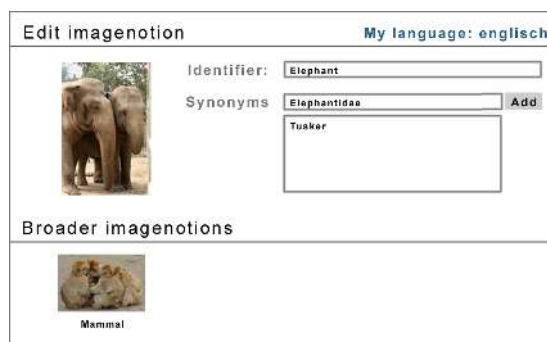 Edit imagenotion My language: englisch
Identifier: Elephant
Synonyms Elephantidae Add
Tusker
Broader imagenotions
Mammal